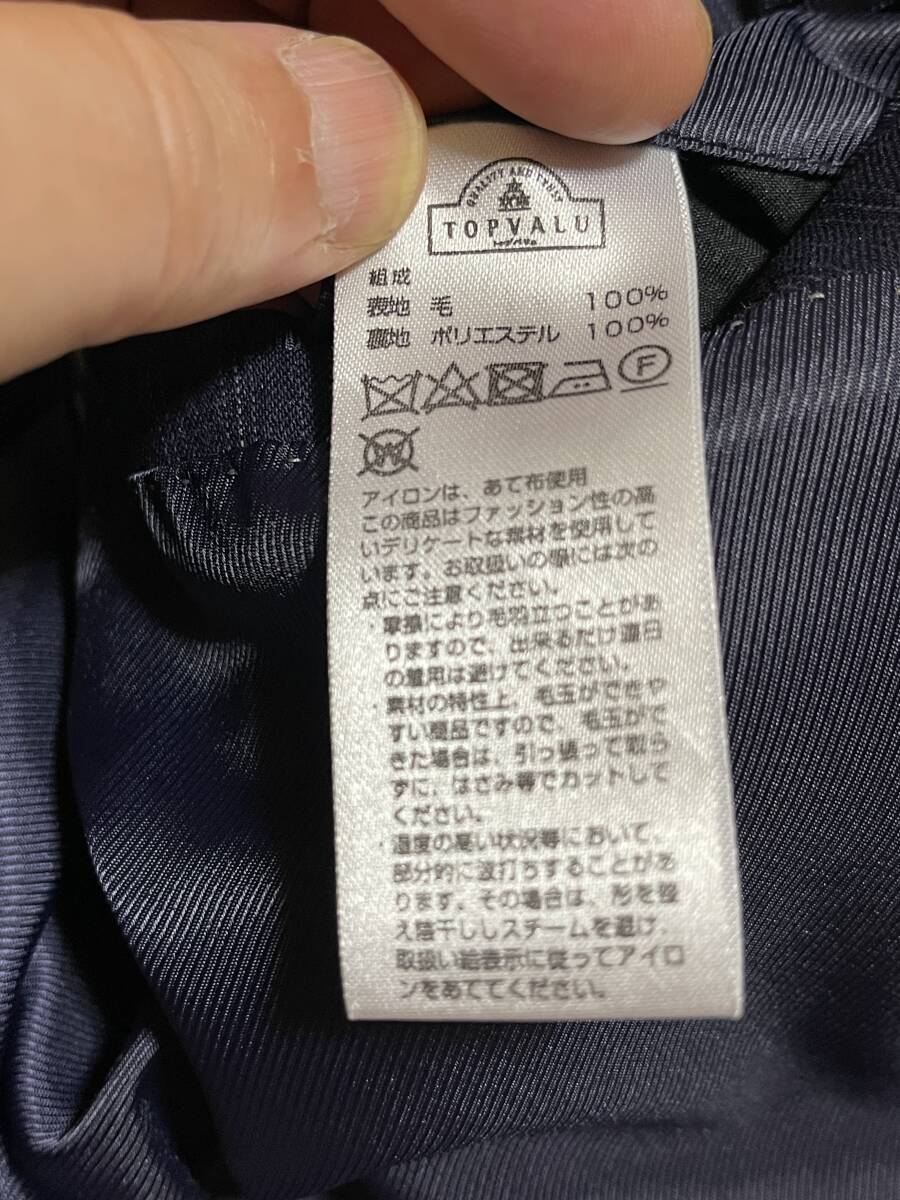 QUALITY AND TRUST
TOPVALU
トップバリュ
組成
表地 毛 100%
裏地 ポリエステル 100%
F
W
アイロンは、あて布使用
この商品はファッション性の高
いデリケートな素材を使用して
います。お取扱いの際には次の
点にご注意ください。
・摩擦により毛羽立つことがあ
りますので、出来るだけ連日
の着用は避けてください。
・素材の特性上、毛玉ができや
すい商品ですので、毛玉がで
きた場合は、引っ張って取ら
ずに、はさみ等でカットして
ください。
・湿度の高い状況等において、
部分的に波打ちすることがあ
ります。その場合は、形を整
え陰干ししスチームを避け、
取扱い絵表示に従ってアイロ
ンをあててください。